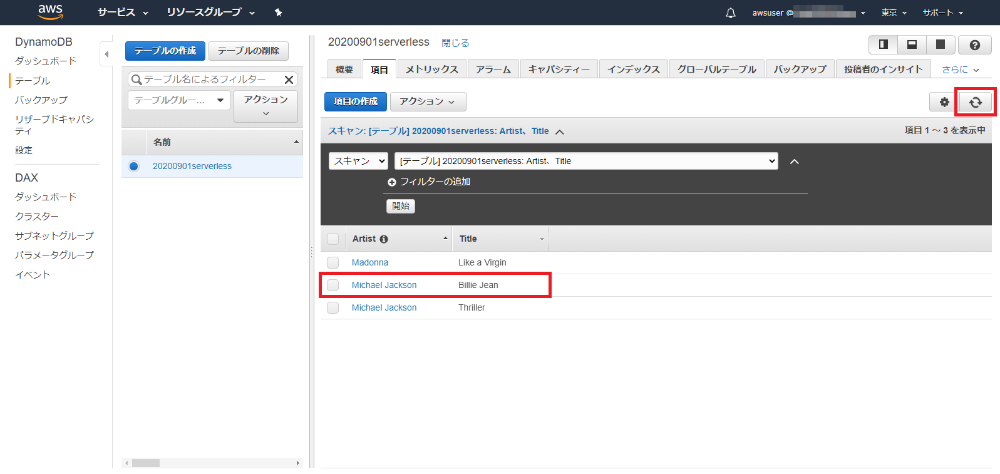 aws サービス リソースグループ awsuser @ 東京 サポート
DynamoDB
ダッシュボード
テーブル
バックアップ
リザーブドキャパシ
ティ
設定
DAX
ダッシュボード
クラスター
サブネットグループ
パラメータグループ
イベント
テーブルの作成 テーブルの削除
テーブル名によるフィルター
テーブルグルー... アクション
名前
20200901serverless
20200901serverless 閉じる
概要 項目 メトリックス アラーム キャパシティー インデックス グローバルテーブル バックアップ 投稿者のインサイト さらに
項目の作成 アクション
スキャン: [テーブル] 20200901serverless: Artist、Title 項目 1 ～ 3 を表示中
スキャン [テーブル] 20200901serverless: Artist、Title
フィルターの追加
開始
Artist Title
Madonna Like a Virgin
Michael Jackson Billie Jean
Michael Jackson Thriller